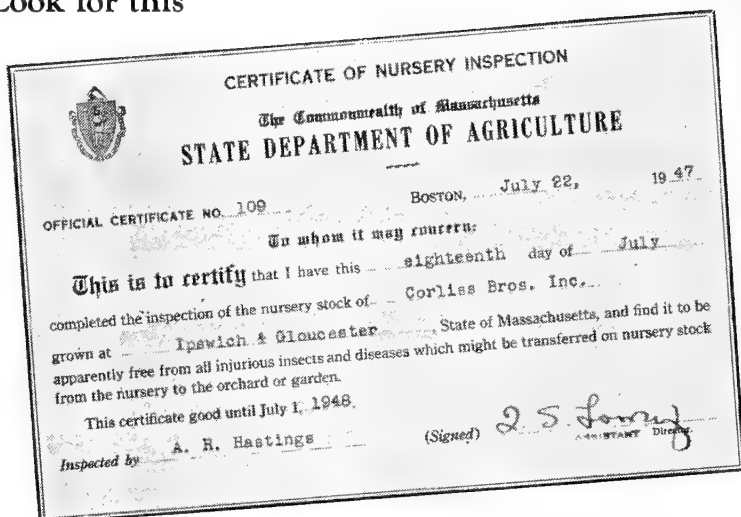 Look for this
CERTIFICATE OF NURSERY INSPECTION
The Commonwealth of Massachusetts
STATE DEPARTMENT OF AGRICULTURE
OFFICIAL CERTIFICATE NO. 109 BOSTON, July 22, 1947
To whom it may concern:
This is to certify that I have this eighteenth day of July
completed the inspection of the nursery stock of Corliss Bros. Inc.
grown at Ipswich & Gloucester, State of Massachusetts, and find it to be
apparently free from all injurious insects and diseases which might be transferred on nursery stock
from the nursery to the orchard or garden.
This certificate good until July 1, 1948.
Inspected by A. R. Hastings (Signed)
ASSISTANT Director.